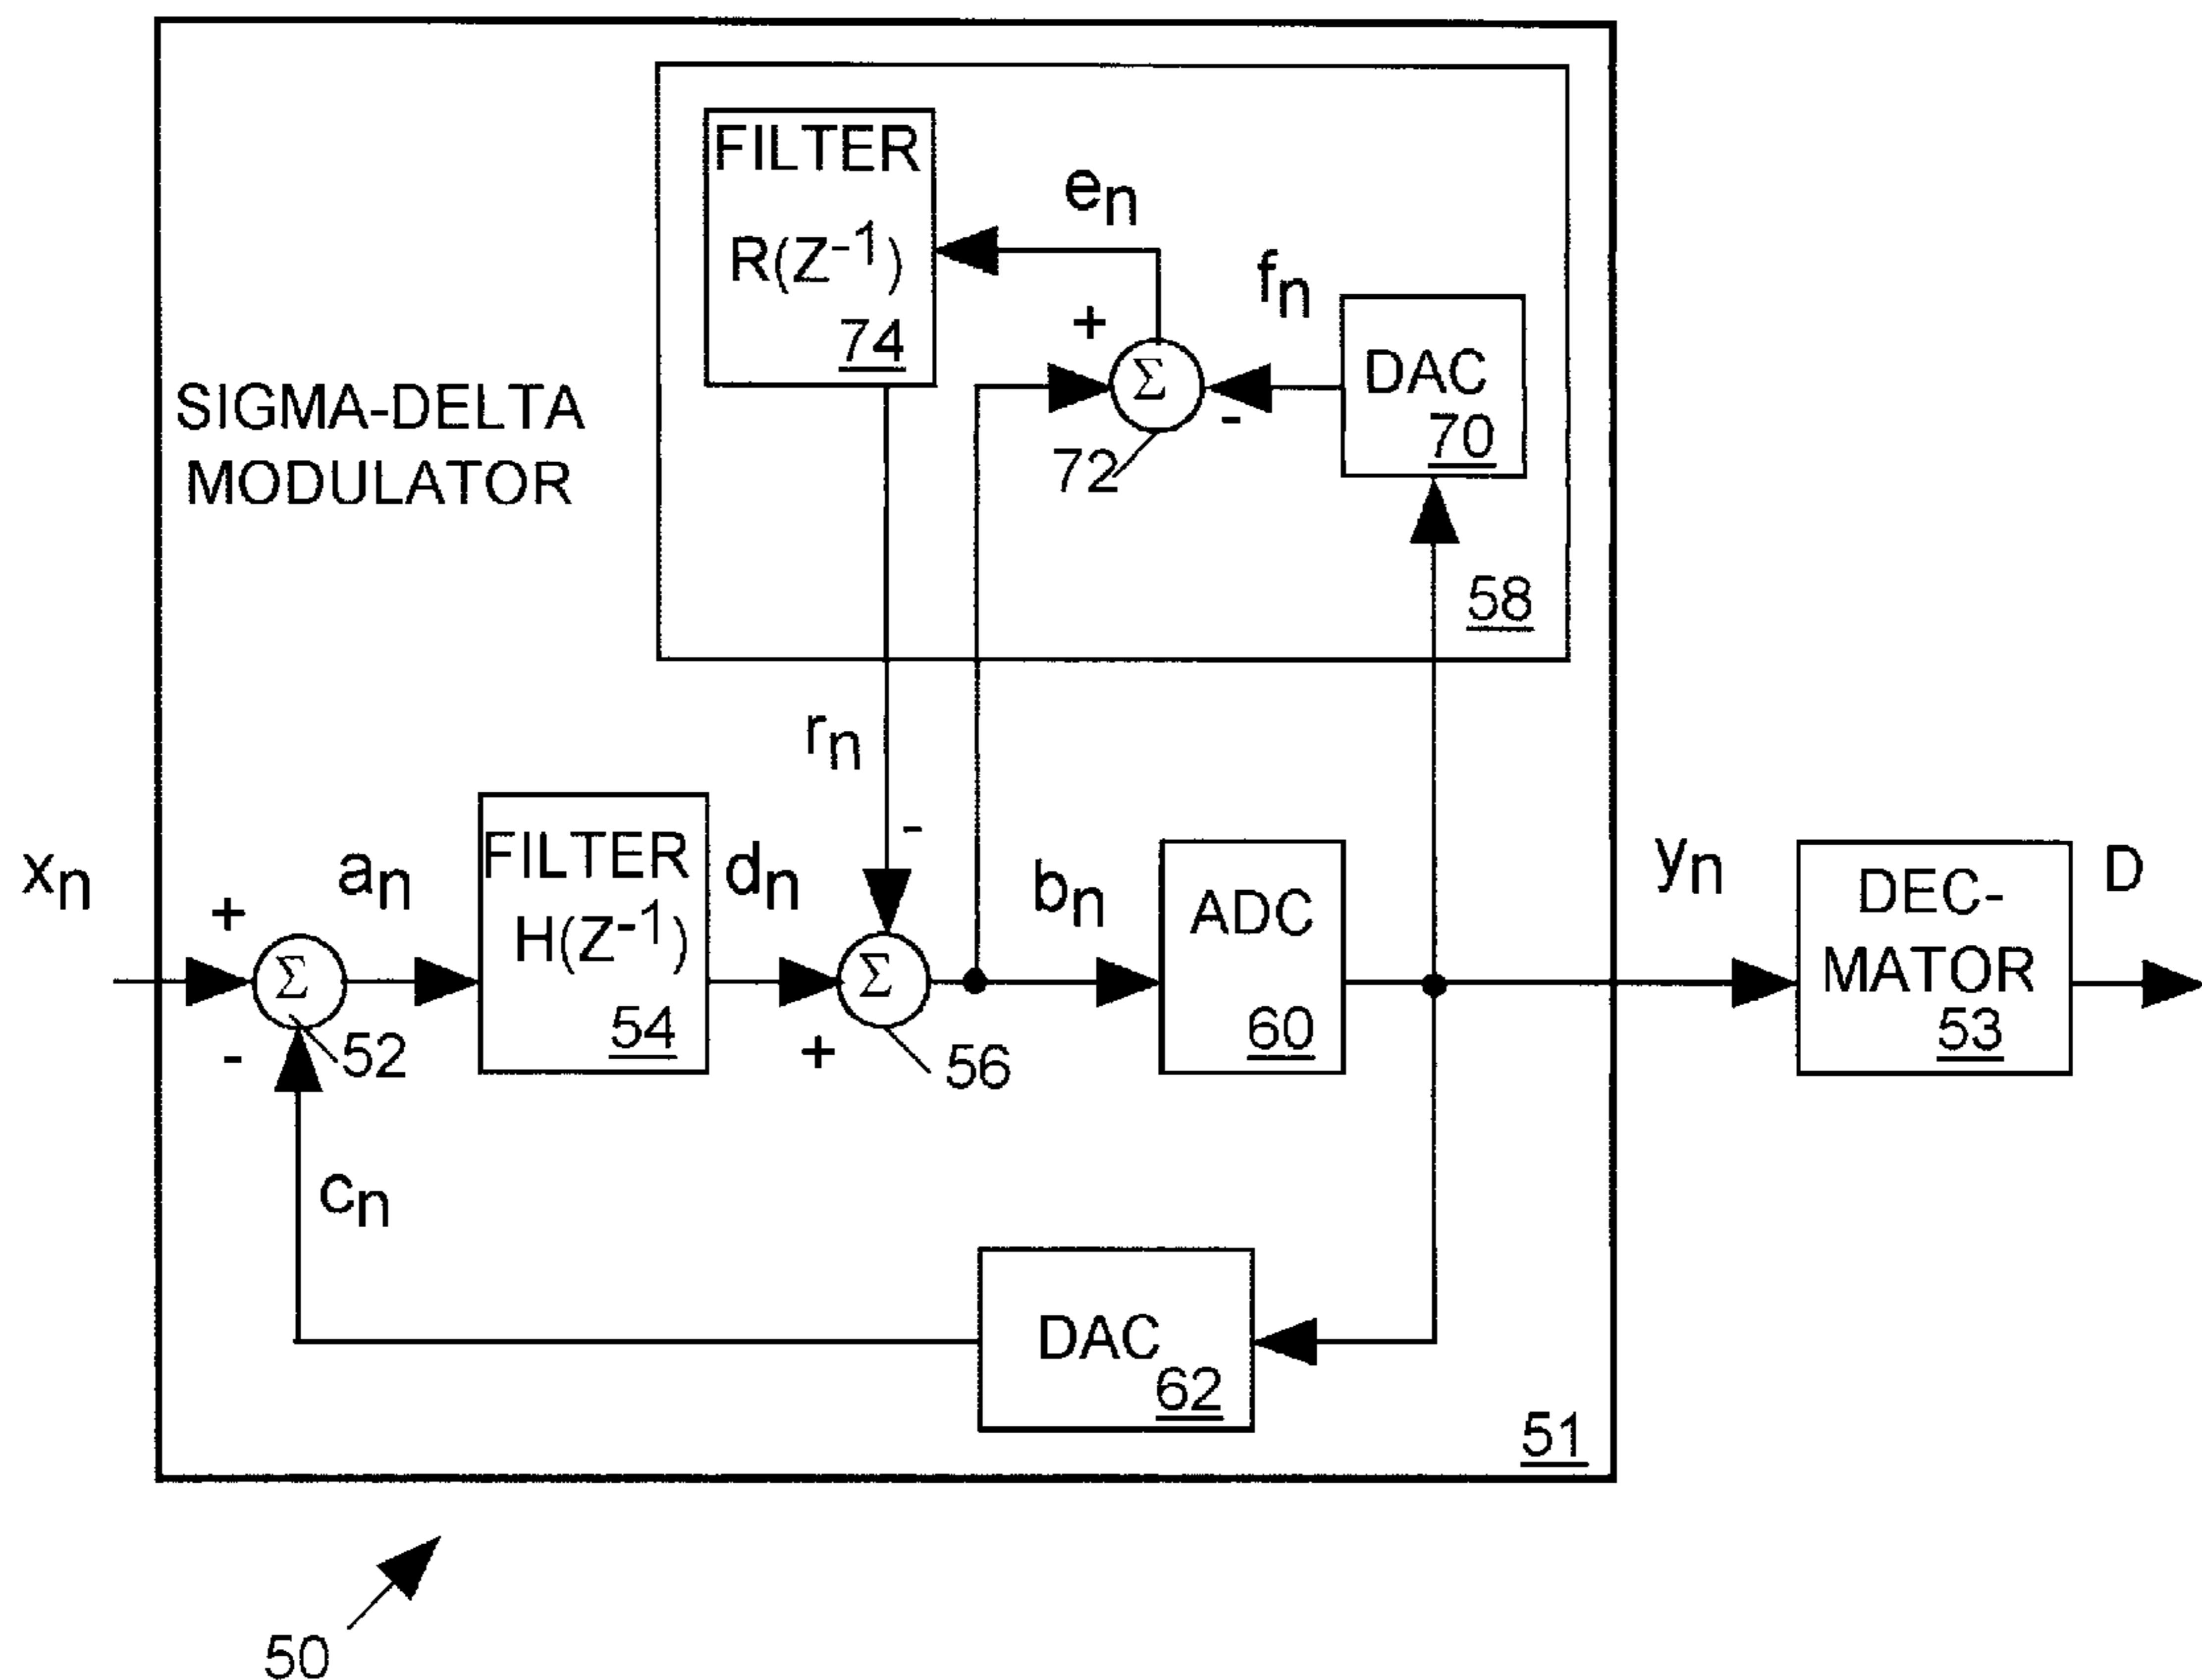 FILTER
R(Z⁻¹)
74
eₙ
fₙ
+
Σ
-
DAC
70
72
58
SIGMA-DELTA
MODULATOR
rₙ
-
xₙ
+
Σ
-
52
aₙ
FILTER
H(Z⁻¹)
54
dₙ
Σ
+
56
bₙ
ADC
60
yₙ
DEC-
MATOR
53
D
cₙ
DAC
62
51
50